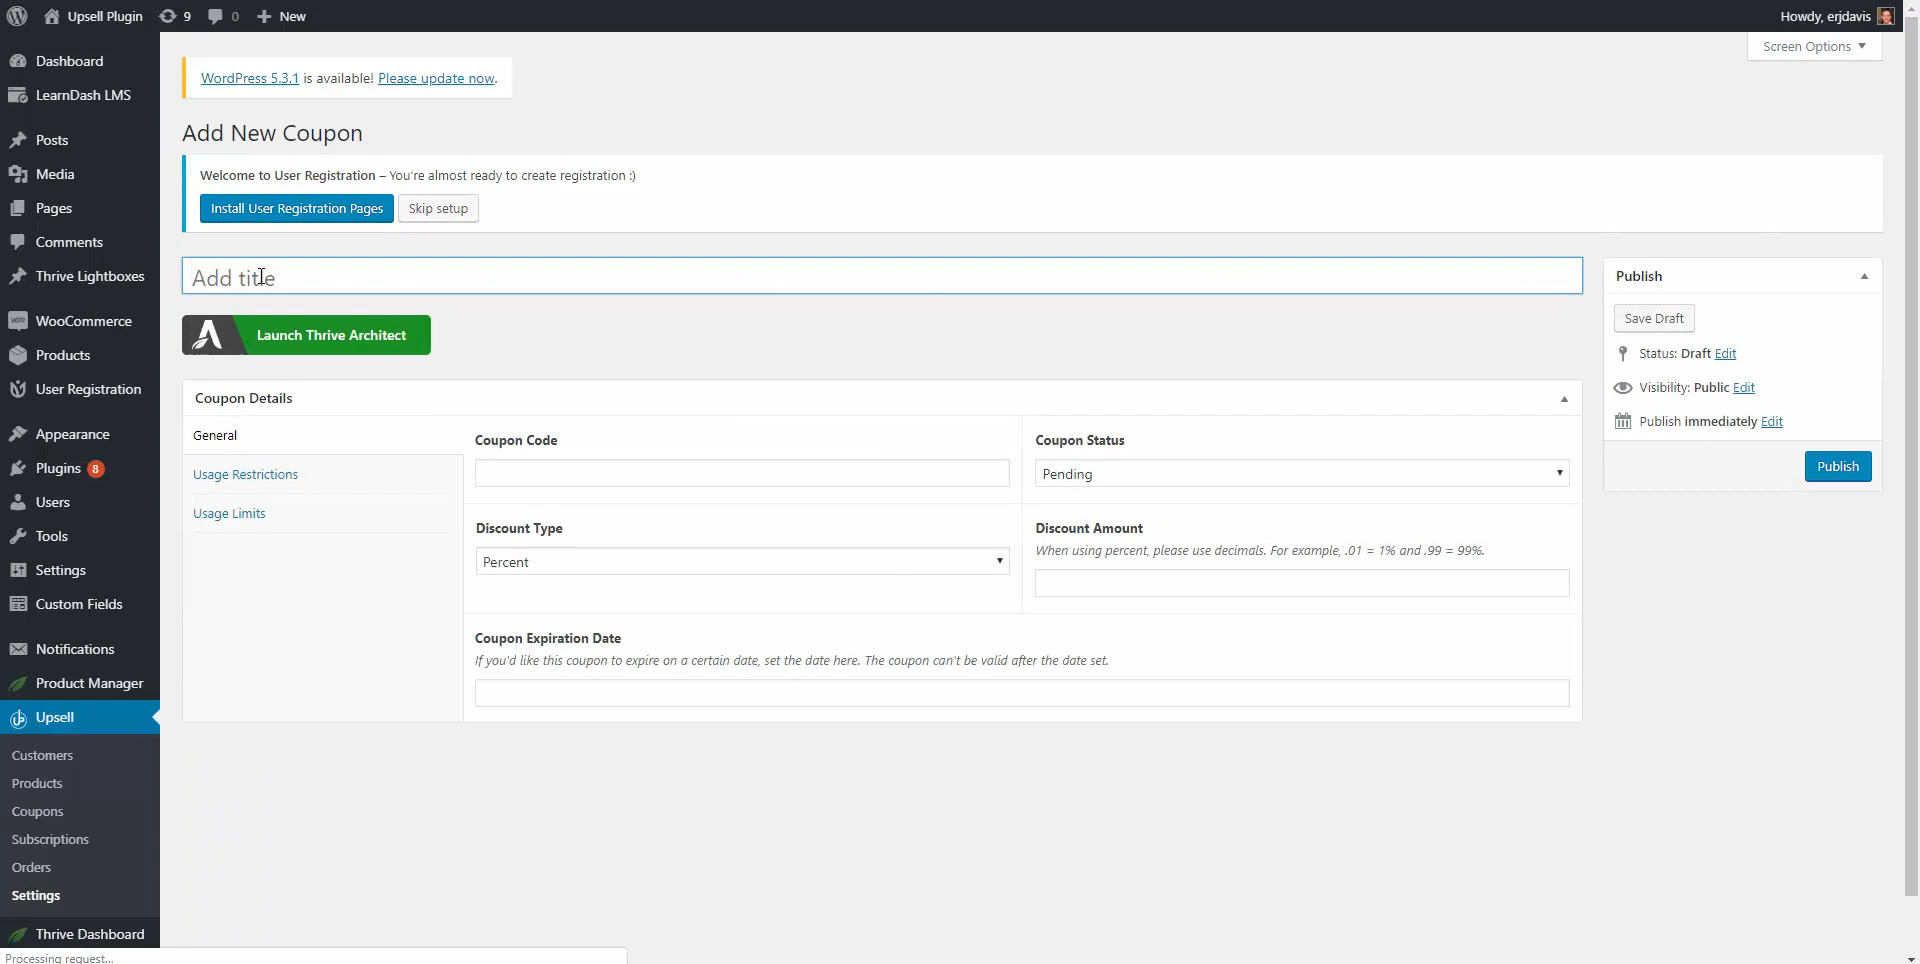 Upsell Plugin 9 0 New
Howdy, erjdavis
Screen Options
Dashboard
LearnDash LMS
Posts
Media
Pages
Comments
Thrive Lightboxes
WOO WooCommerce
Products
User Registration
Appearance
Plugins 8
Users
Tools
Settings
Custom Fields
Notifications
Product Manager
Upsell
Customers
Products
Coupons
Subscriptions
Orders
Settings
Thrive Dashboard
Processing request...
WordPress 5.3.1 is available! Please update now.
Add New Coupon
Welcome to User Registration – You're almost ready to create registration :)
Install User Registration Pages Skip setup
Add title
Launch Thrive Architect
Coupon Details
General
Usage Restrictions
Usage Limits
Coupon Code
Coupon Status
Pending
Discount Type
Percent
Discount Amount
When using percent, please use decimals. For example, .01 = 1% and .99 = 99%.
Coupon Expiration Date
If you'd like this coupon to expire on a certain date, set the date here. The coupon can't be valid after the date set.
Publish
Save Draft
Status: Draft Edit
Visibility: Public Edit
Publish immediately Edit
Publish